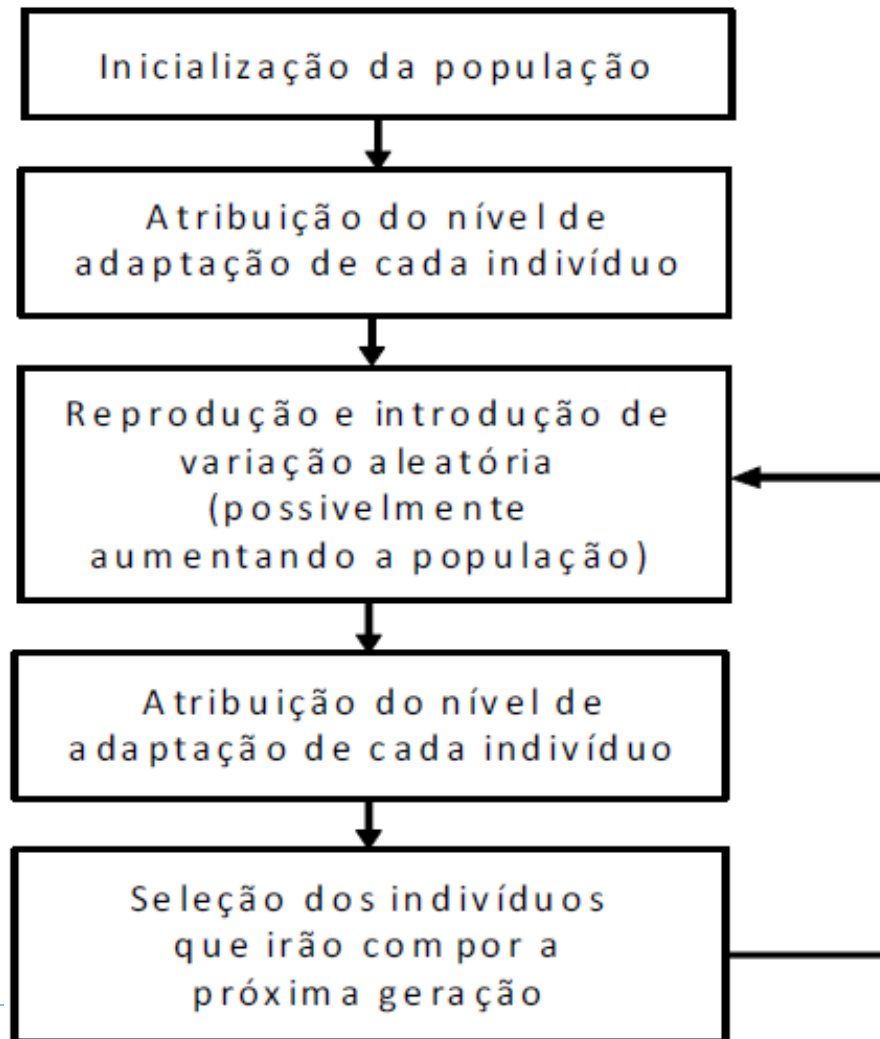 Inicialização da população
Atribuição do nível de
adaptação de cada indivíduo
Reprodução e introdução de
variação aleatória
(possivelmente
aumentando a população)
Atribuição do nível de
adaptação de cada indivíduo
Seleção dos indivíduos
que irão compor a
próxima geração